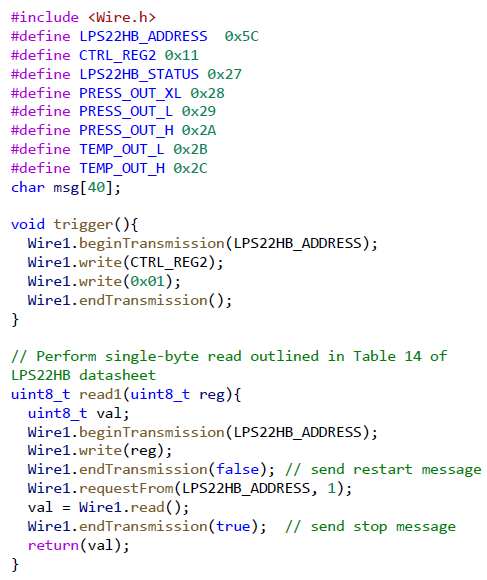 #include <Wire.h>
#define LPS22HB_ADDRESS  0x5C
#define CTRL_REG2 0x11
#define LPS22HB_STATUS 0x27
#define PRESS_OUT_XL 0x28
#define PRESS_OUT_L 0x29
#define PRESS_OUT_H 0x2A
#define TEMP_OUT_L 0x2B
#define TEMP_OUT_H 0x2C
char msg[40];

void trigger(){
  Wire1.beginTransmission(LPS22HB_ADDRESS);
  Wire1.write(CTRL_REG2);
  Wire1.write(0x01);
  Wire1.endTransmission();
}

// Perform single-byte read outlined in Table 14 of
LPS22HB datasheet
uint8_t read1(uint8_t reg){
  uint8_t val;
  Wire1.beginTransmission(LPS22HB_ADDRESS);
  Wire1.write(reg);
  Wire1.endTransmission(false); // send restart message
  Wire1.requestFrom(LPS22HB_ADDRESS, 1);
  val = Wire1.read();
  Wire1.endTransmission(true);  // send stop message
  return(val);
}